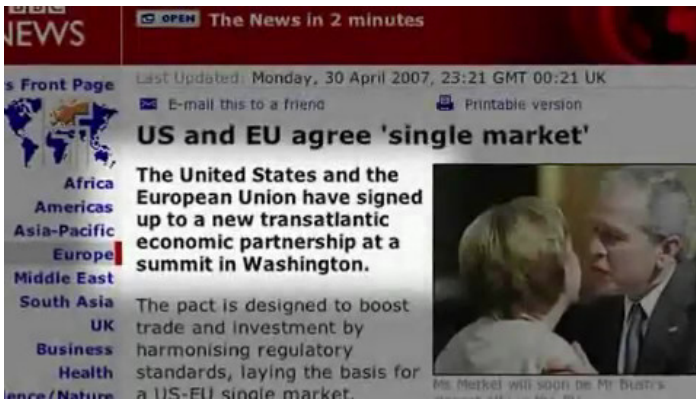 BBC
NEWS
OPEN The News in 2 minutes
Last Updated: Monday, 30 April 2007, 23:21 GMT 00:21 UK
E-mail this to a friend
Printable version
US and EU agree 'single market'
The United States and the
European Union have signed
up to a new transatlantic
economic partnership at a
summit in Washington.
The pact is designed to boost
trade and investment by
harmonising regulatory
standards, laying the basis for
a US-EU single market.
Ms Merkel will soon be Mr Bush's
s Front Page
Africa
Americas
Asia-Pacific
Europe
Middle East
South Asia
UK
Business
Health
ience/Nature